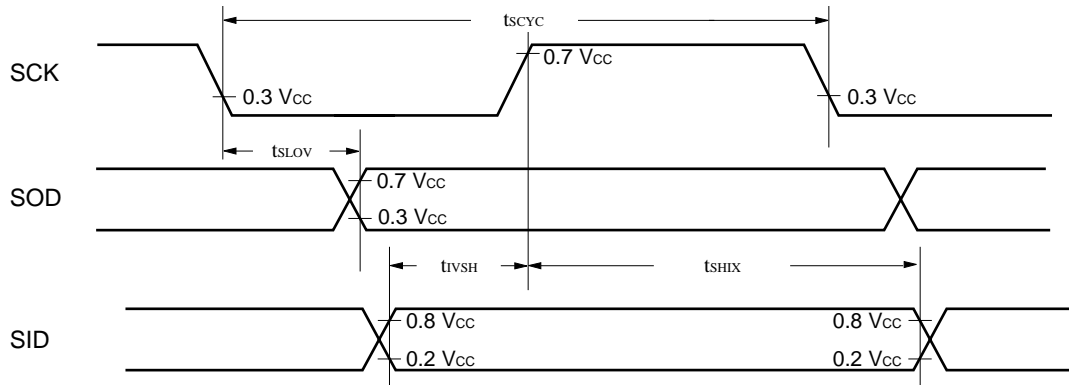 tSCYC
SCK
0.7 VCC
0.3 VCC
0.3 VCC
tSLOV
SOD
0.7 VCC
0.3 VCC
tIVSH
tSHIX
SID
0.8 VCC
0.8 VCC
0.2 VCC
0.2 VCC